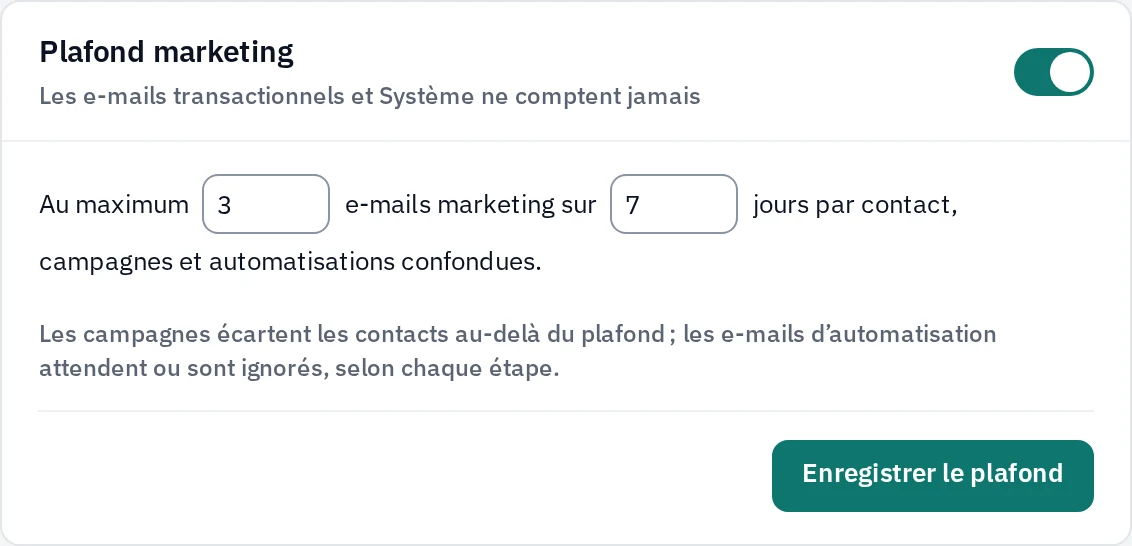 Plafond marketing
Les e-mails transactionnels et Système ne comptent jamais
Au maximum 3 e-mails marketing sur 7 jours par contact,
campagnes et automatisations confondues.
Les campagnes écartent les contacts au-delà du plafond ; les e-mails d’automatisation
attendent ou sont ignorés, selon chaque étape.
Enregistrer le plafond